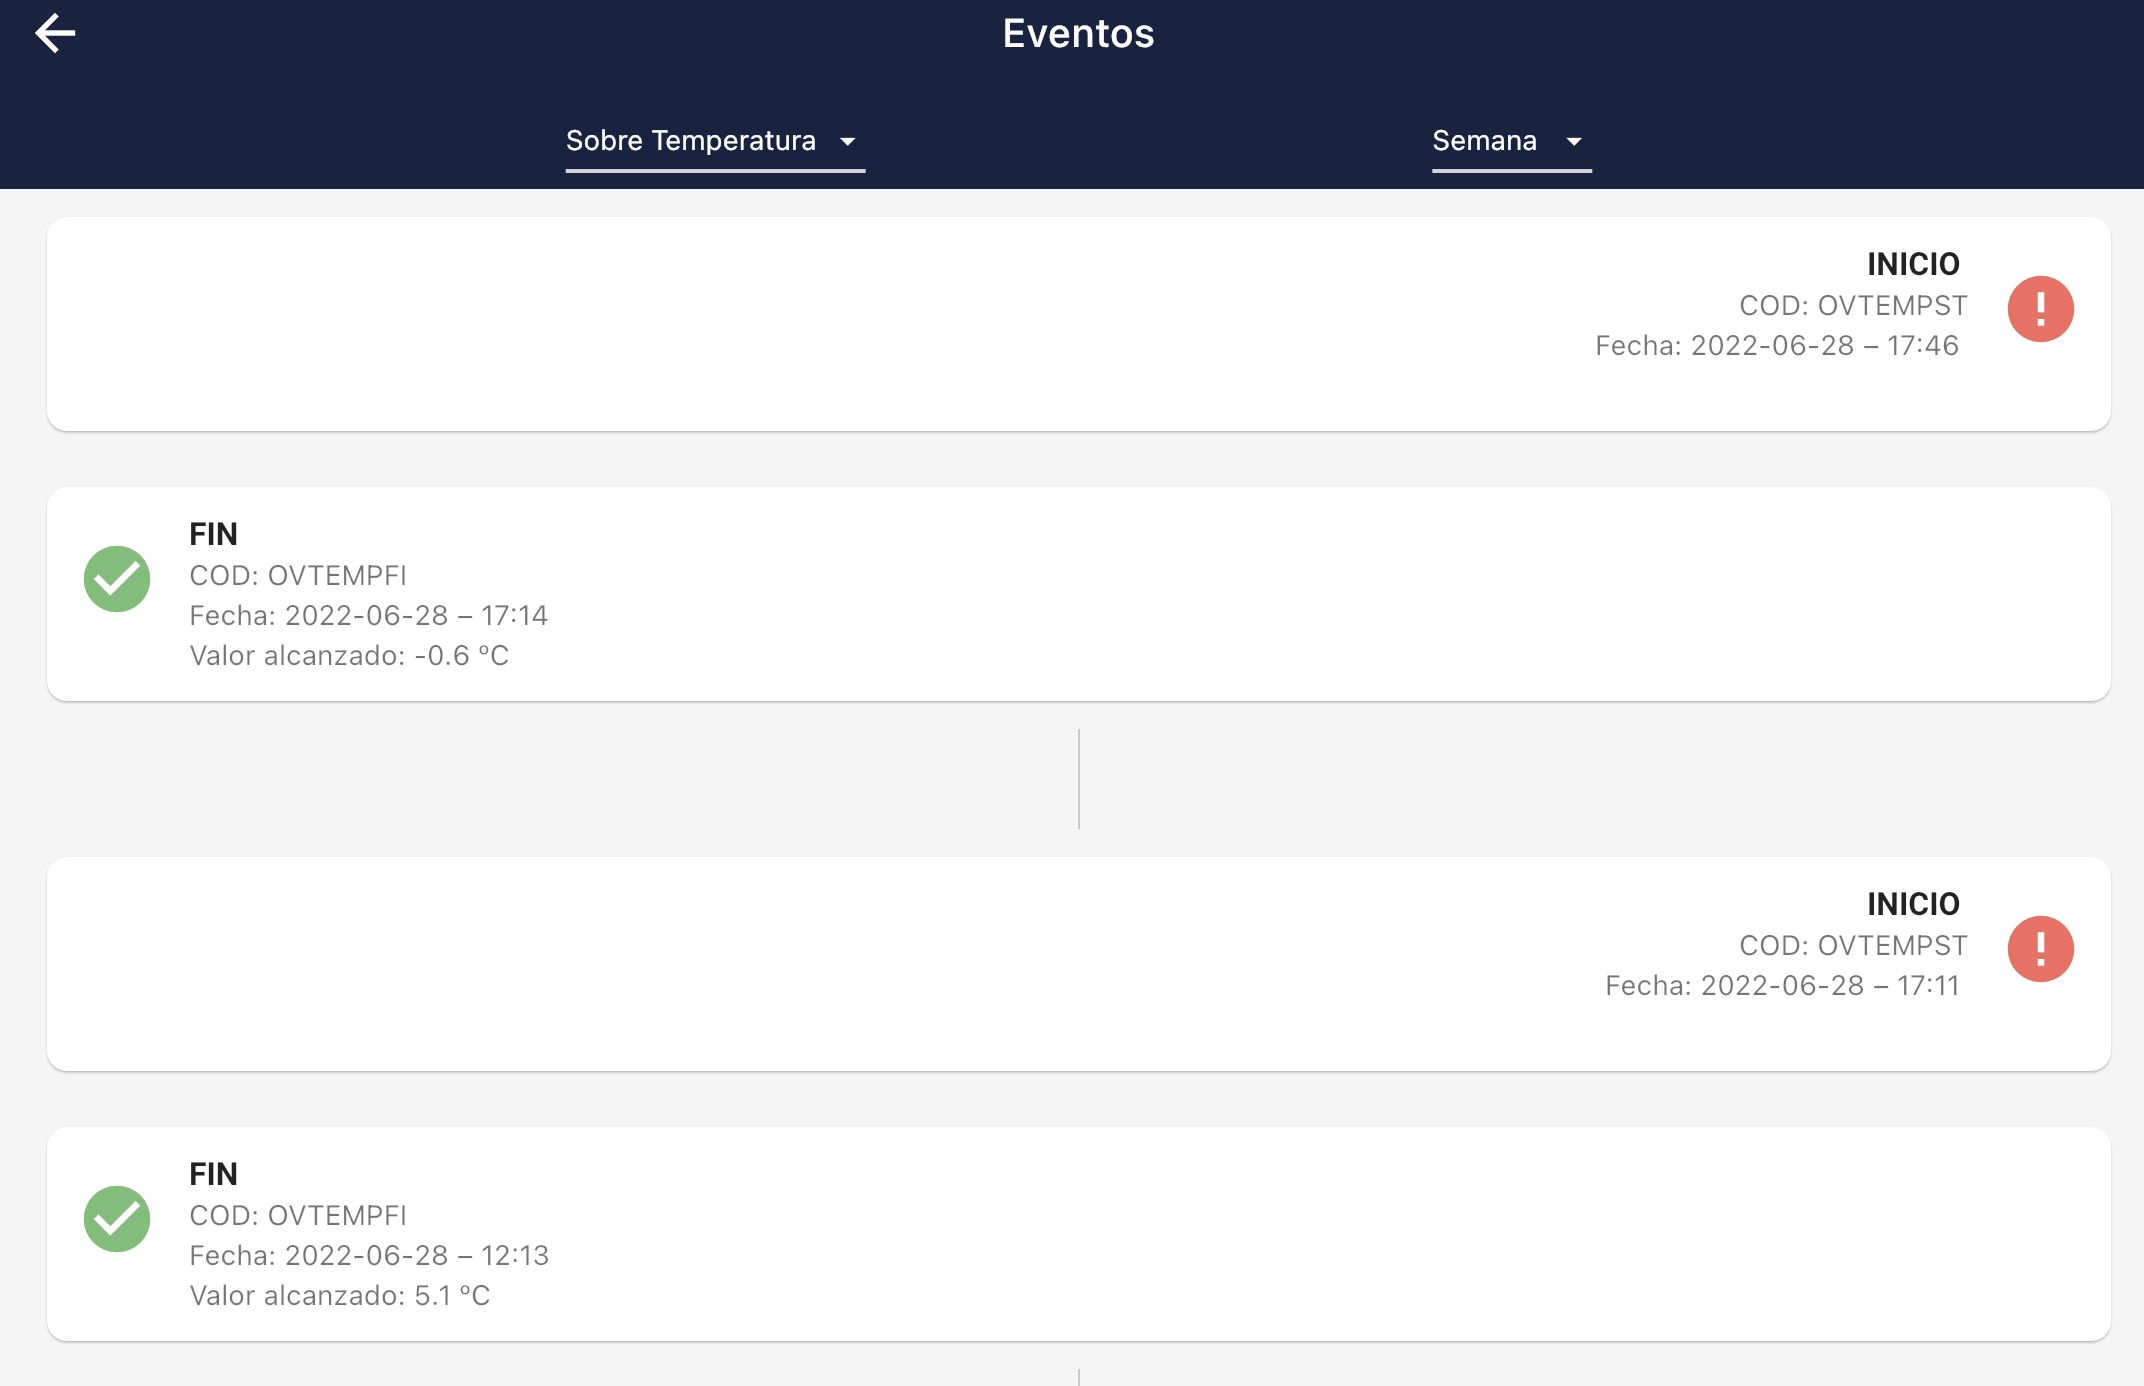 Eventos
Sobre Temperatura
Semana
INICIO
COD: OVTEMPST
Fecha: 2022-06-28 – 17:46
FIN
COD: OVTEMPFI
Fecha: 2022-06-28 – 17:14
Valor alcanzado: -0.6 ºC
INICIO
COD: OVTEMPST
Fecha: 2022-06-28 – 17:11
FIN
COD: OVTEMPFI
Fecha: 2022-06-28 – 12:13
Valor alcanzado: 5.1 ºC